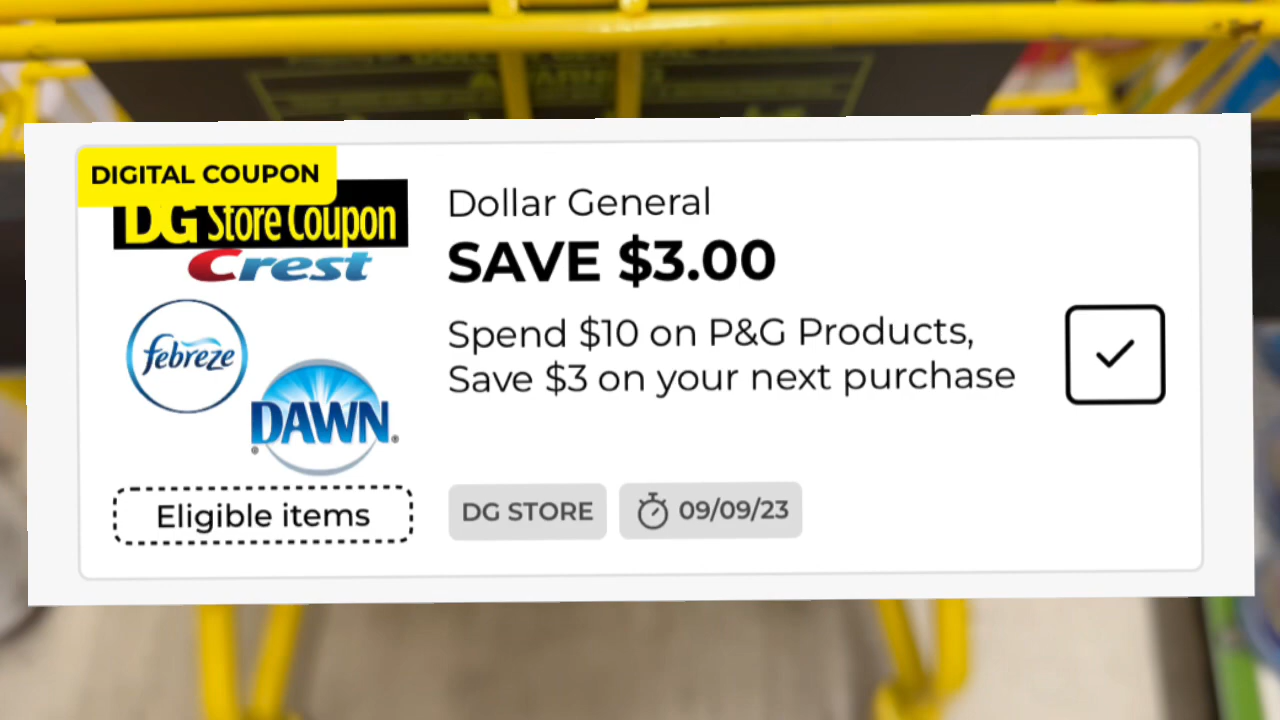 DIGITAL COUPON
DG Store Coupon
Crest
febreze
DAWN
Eligible items
Dollar General
SAVE $3.00
Spend $10 on P&G Products,
Save $3 on your next purchase
DG STORE
09/09/23